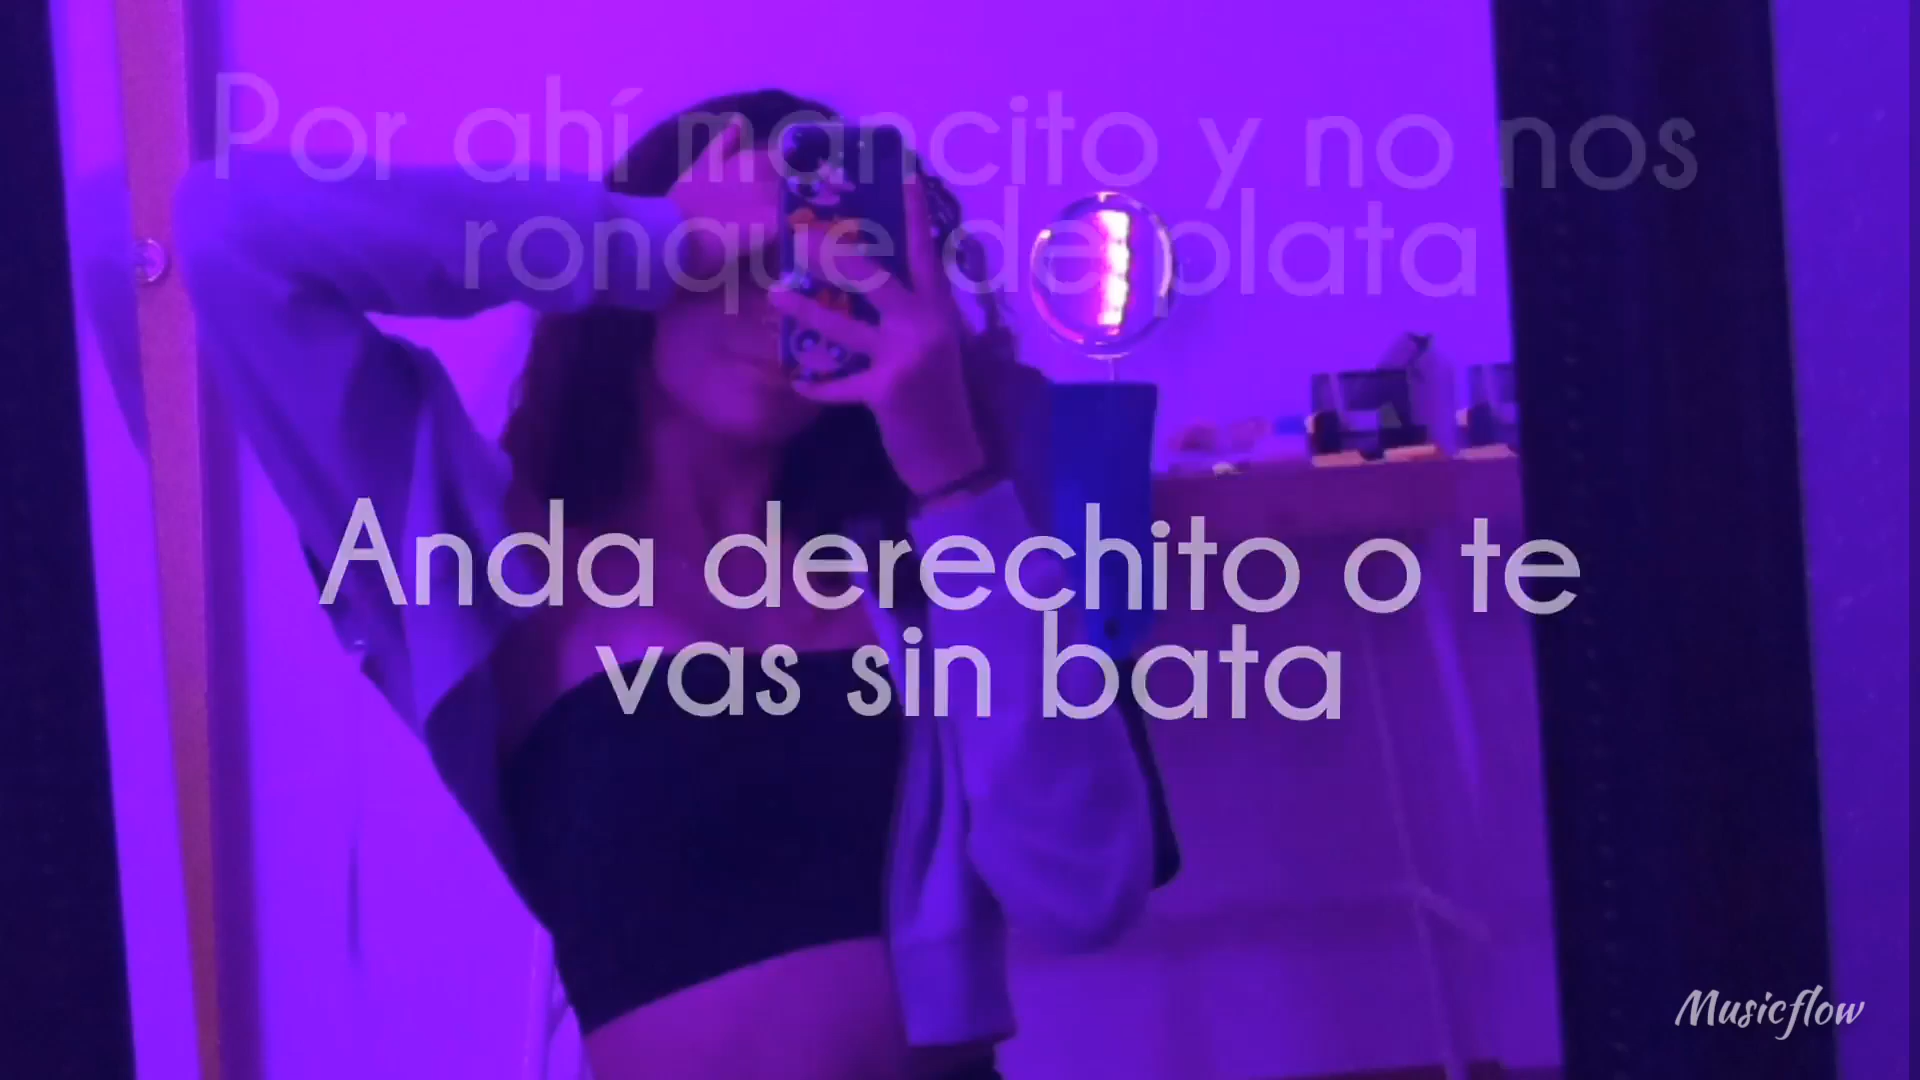 Por ahí mancito y no nos
ronque de plata
Anda derechito o te
vas sin bata
Musicflow